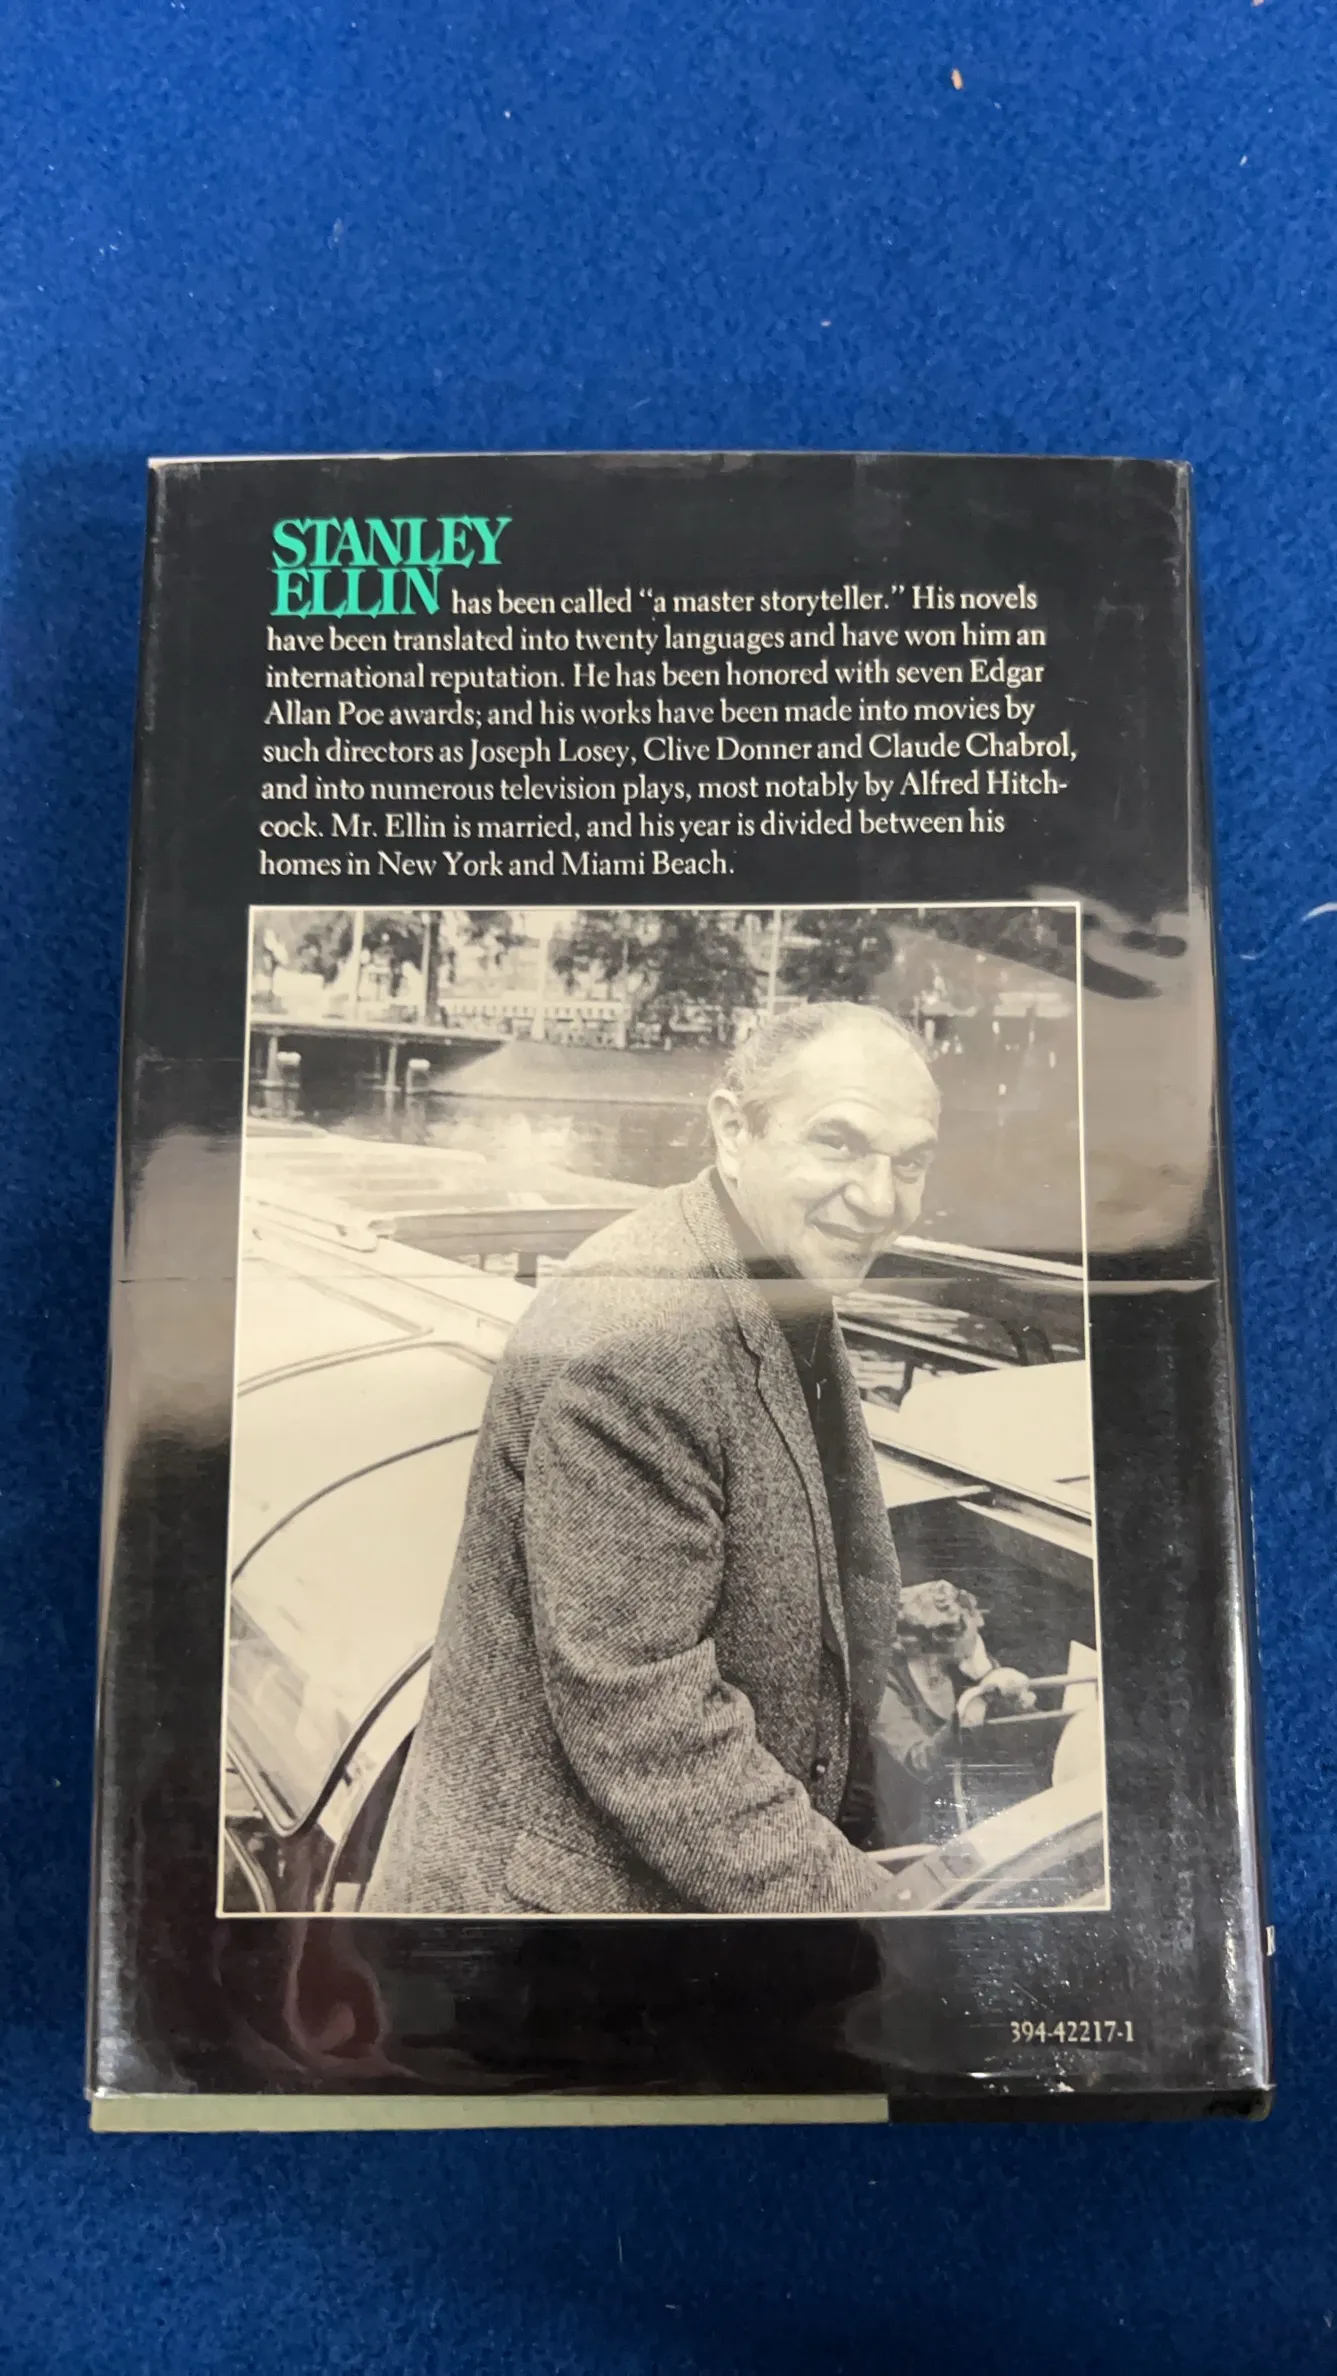 STANLEY
ELLIN has been called “a master storyteller.” His novels
have been translated into twenty languages and have won him an
international reputation. He has been honored with seven Edgar
Allan Poe awards; and his works have been made into movies by
such directors as Joseph Losey, Clive Donner and Claude Chabrol,
and into numerous television plays, most notably by Alfred Hitch-
cock. Mr. Ellin is married, and his year is divided between his
homes in New York and Miami Beach.
394-42217-1